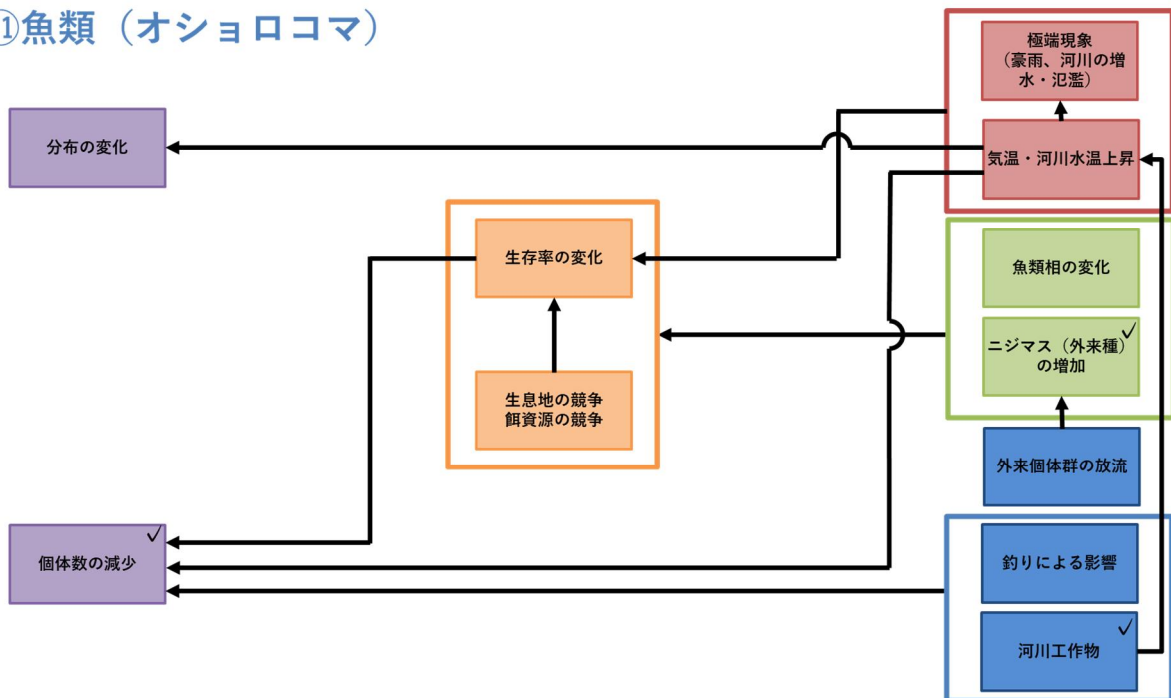 ①魚類（オショロコマ）
極端現象
（豪雨、河川の増
水・氾濫）
分布の変化
気温・河川水温上昇
生存率の変化
魚類相の変化
ニジマス（外来種）
の増加
生息地の競争
餌資源の競争
外来個体群の放流
個体数の減少
釣りによる影響
河川工作物